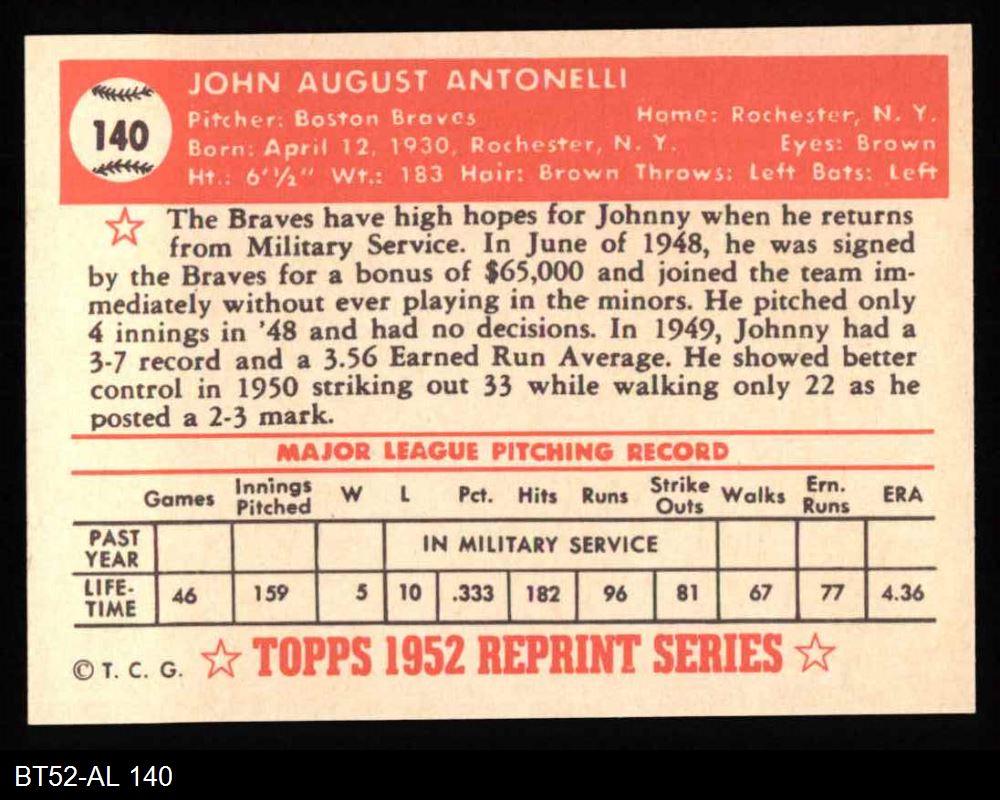 JOHN AUGUST ANTONELLI
140
Pitcher: Boston Braves Home: Rochester, N. Y.
Born: April 12, 1930, Rochester, N. Y. Eyes: Brown
Ht.: 6'½" Wt.: 183 Hair: Brown Throws: Left Bats: Left
The Braves have high hopes for Johnny when he returns
from Military Service. In June of 1948, he was signed
by the Braves for a bonus of $65,000 and joined the team im-
mediately without ever playing in the minors. He pitched only
4 innings in '48 and had no decisions. In 1949, Johnny had a
3-7 record and a 3.56 Earned Run Average. He showed better
control in 1950 striking out 33 while walking only 22 as he
posted a 2-3 mark.
MAJOR LEAGUE PITCHING RECORD
Games Innings Pitched W L Pct. Hits Runs Strike Outs Walks Ern. Runs ERA
PAST YEAR IN MILITARY SERVICE
LIFE-TIME 46 159 5 10 .333 182 96 81 67 77 4.36
© T. C. G. ☆ TOPPS 1952 REPRINT SERIES ☆
BT52-AL 140